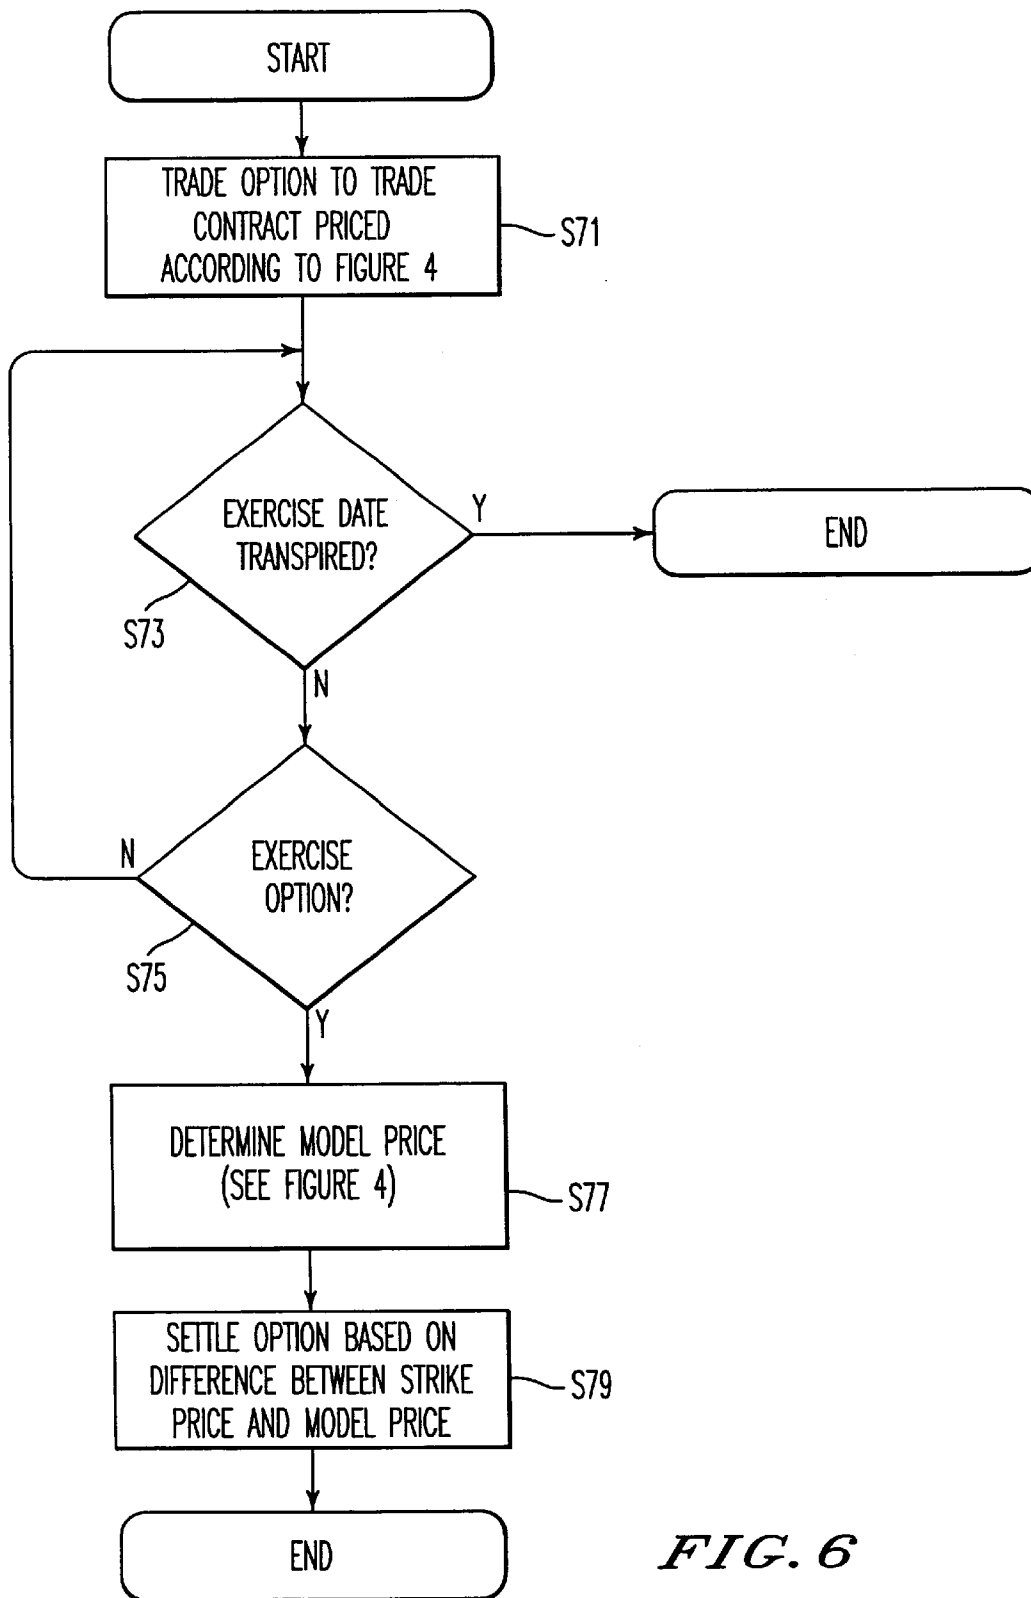 START
TRADE OPTION TO TRADE
CONTRACT PRICED
ACCORDING TO FIGURE 4
S71
EXERCISE DATE
TRANSPIRED?
Y
END
S73
N
EXERCISE
OPTION?
N
S75
Y
DETERMINE MODEL PRICE
(SEE FIGURE 4)
S77
SETTLE OPTION BASED ON
DIFFERENCE BETWEEN STRIKE
PRICE AND MODEL PRICE
S79
END
FIG. 6